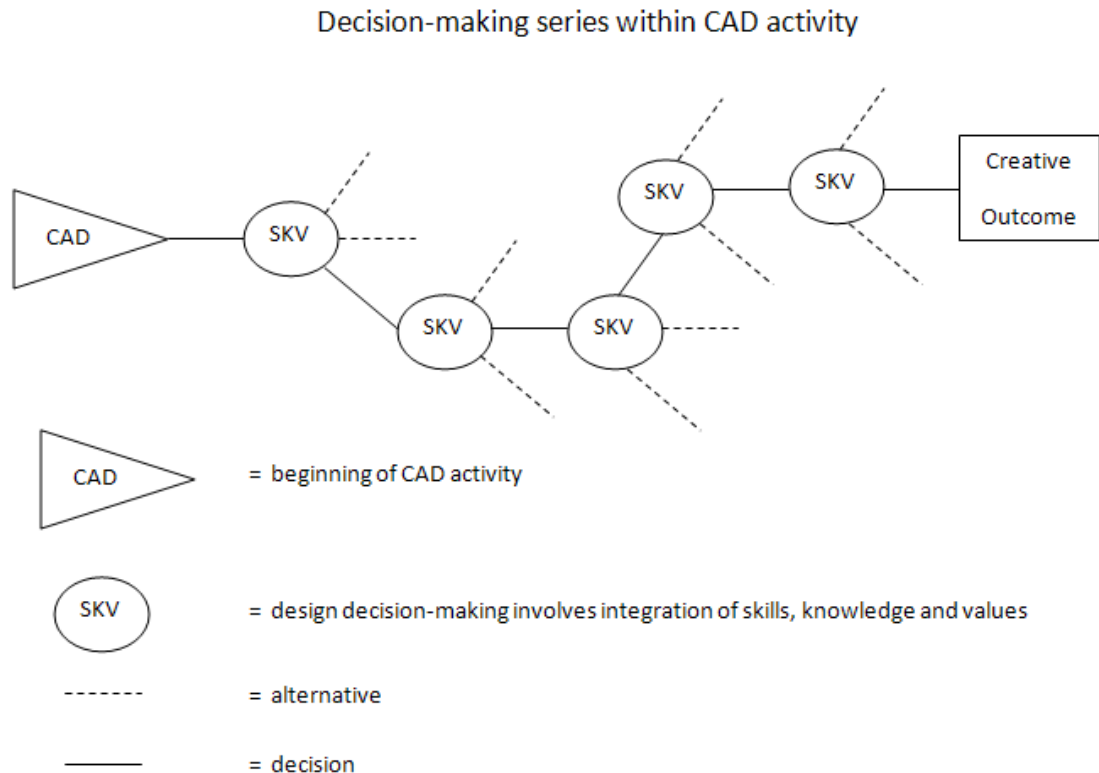 Decision-making series within CAD activity
CAD
SKV
SKV
SKV
SKV
SKV
Creative
Outcome
CAD
= beginning of CAD activity
SKV
= design decision-making involves integration of skills, knowledge and values
= alternative
= decision